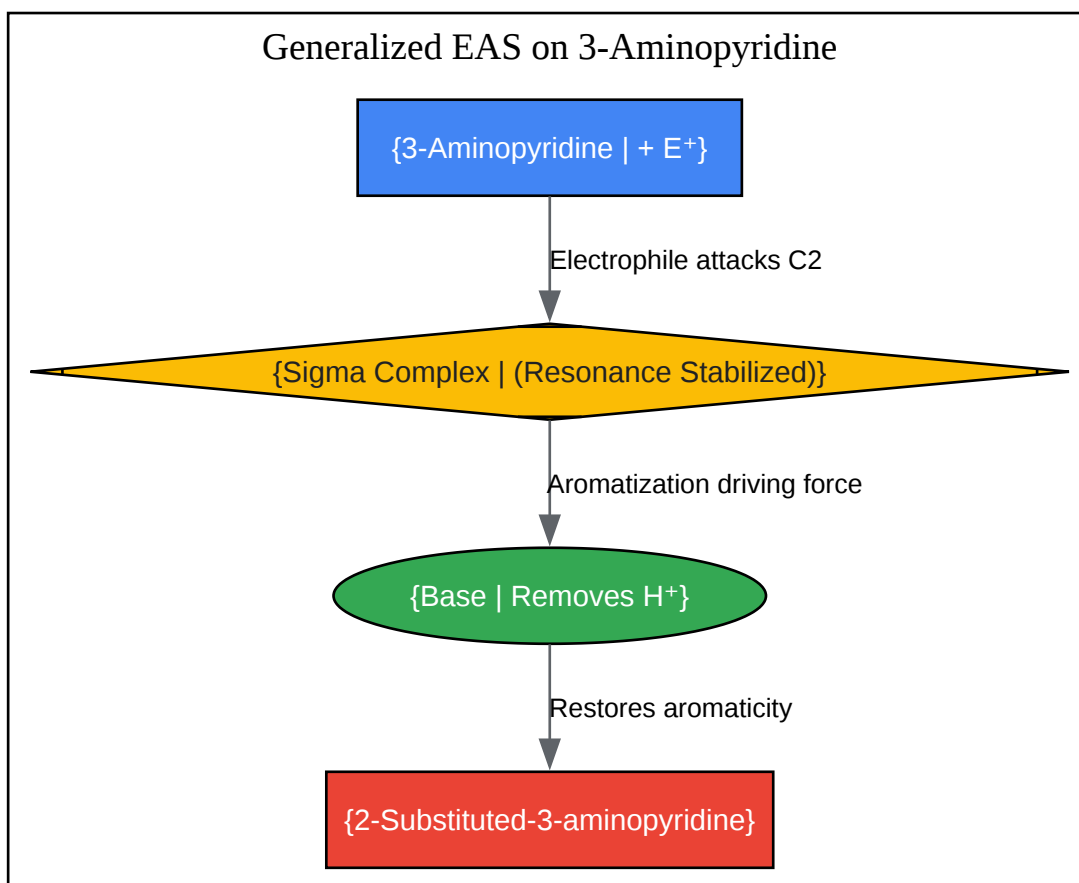 Generalized EAS on 3-Aminopyridine
{3-Aminopyridine | + E⁺}
Electrophile attacks C2
{Sigma Complex | (Resonance Stabilized)}
Aromatization driving force
{Base | Removes H⁺}
Restores aromaticity
{2-Substituted-3-aminopyridine}